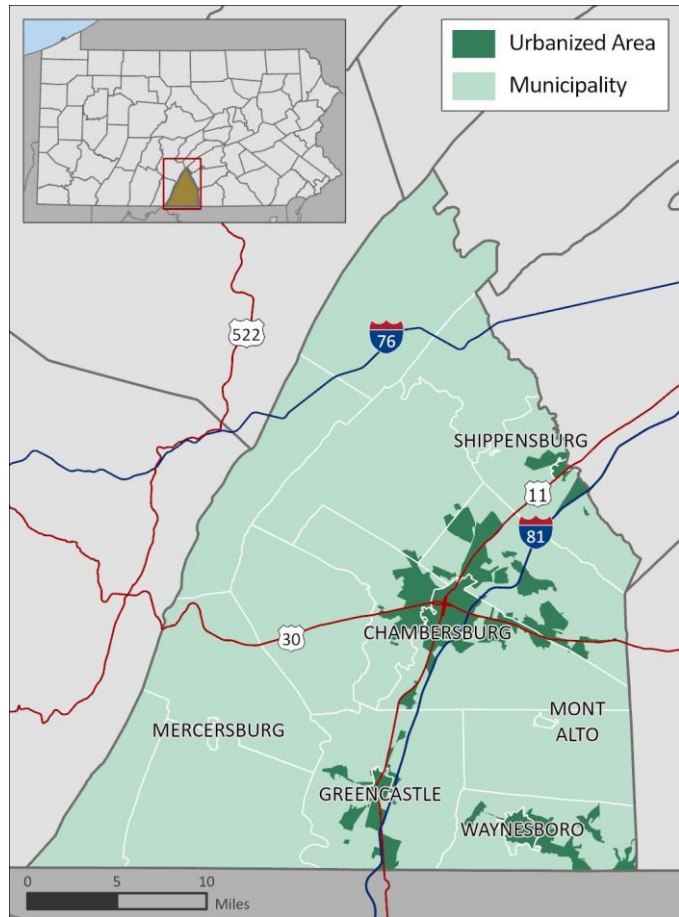 Urbanized Area
Municipality
522
76
SHIPPENSBURG
11
81
30
CHAMBERSBURG
MERCERSBURG
MONT
ALTO
GREENCASTLE
WAYNESBORO
0 5 10
Miles